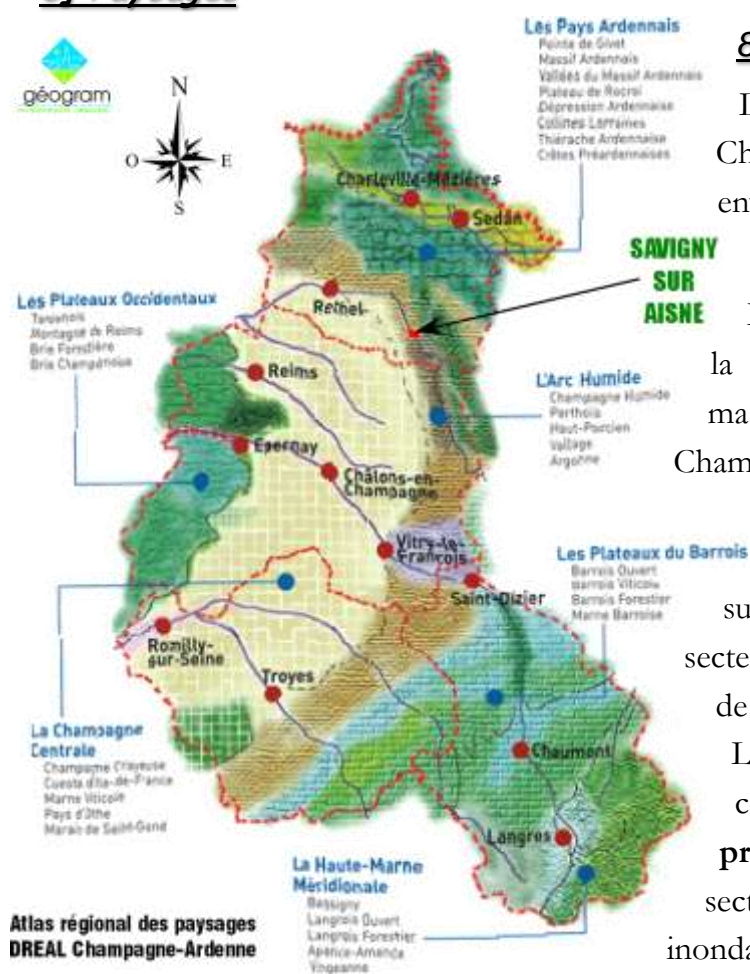 Paysages
géogram
N
O
E
S
Les Pays Ardennais
Pointe de Givet
Massif Ardennais
Vallées du Massif Ardennais
Plateau de Rocroi
Dépression Ardennaise
Collines Lorraines
Thiérache Ardennaise
Crêtes Préardennaises
Charleville-Mézières
Sedan
SAVIGNY
SUR
AISNE
Les Plateaux Occidentaux
Tardenois
Montagne de Reims
Brie Forestière
Brie Champenoise
Rethel
Reims
L'Arc Humide
Champagne Humide
Perthois
Haut-Porcien
Vallage
Argonne
Epernay
Châlons-en-
Champagne
Vitry-le-
François
Saint-Dizier
Les Plateaux du Barrois
Barrois Ouvert
Barrois Viticole
Barrois Forestier
Marne Barroise
Romilly-
sur-Seine
Troyes
La Champagne
Centrale
Champagne Crayeuse
Cuesta d'Ile-de-France
Marne Viticole
Pays d'Othe
Marais de Saint-Gond
Chaumont
Langres
La Haute-Marne
Méridionale
Bassigny
Langrois Ouvert
Langrois Forestier
Apance-Amance
Vingeanne
Atlas régional des paysages
DREAL Champagne-Ardenne
8
Ch
la
ma
Cham
su
secte
de
L
c
pr
sect
inonda